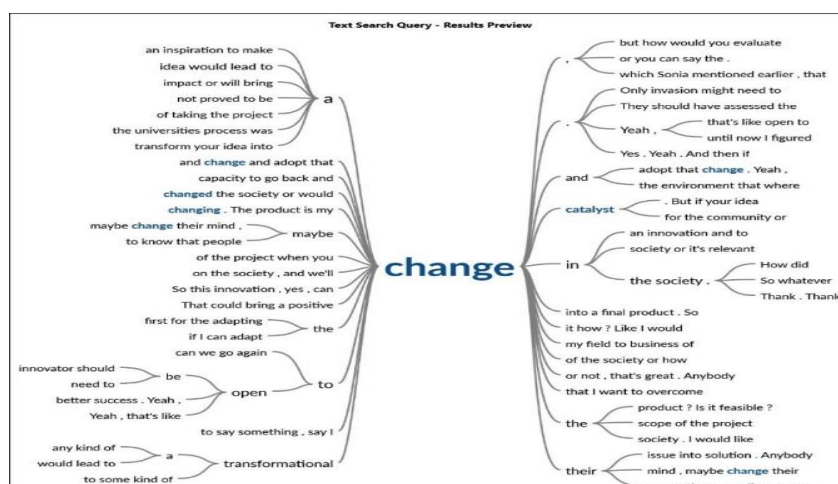 Text Search Query - Results Preview
an inspiration to make
idea would lead to
impact or will bring
not proved to be
of taking the project
the universities process was
transform your idea into
a
and change and adopt that
capacity to go back and
changed the society or would
changing . The product is my
maybe change their mind ,
to know that people
maybe
of the project when you
on the society , and we'll
So this innovation , yes , can
That could bring a positive
first for the adapting
if I can adapt
the
can we go again
innovator should
need to
be
better success . Yeah ,
Yeah , that's like
open
to
to say something , say I
any kind of
would lead to
a
to some kind of
transformational
change
,
but how would you evaluate
or you can say the .
which Sonia mentioned earlier , that
.
Only invasion might need to
They should have assessed the
Yeah ,
that's like open to
until now I figured
Yes . Yeah . And then if
and
adopt that change . Yeah ,
the environment that where
catalyst
. But if your idea
for the community or
in
an innovation and to
society or it's relevant
the society .
How did
So whatever
Thank . Thank
into a final product . So
it how ? Like I would
my field to business of
of the society or how
or not , that's great . Anybody
that I want to overcome
the
product ? Is it feasible ?
scope of the project
society . I would like
their
issue into solution . Anybody
mind , maybe change their